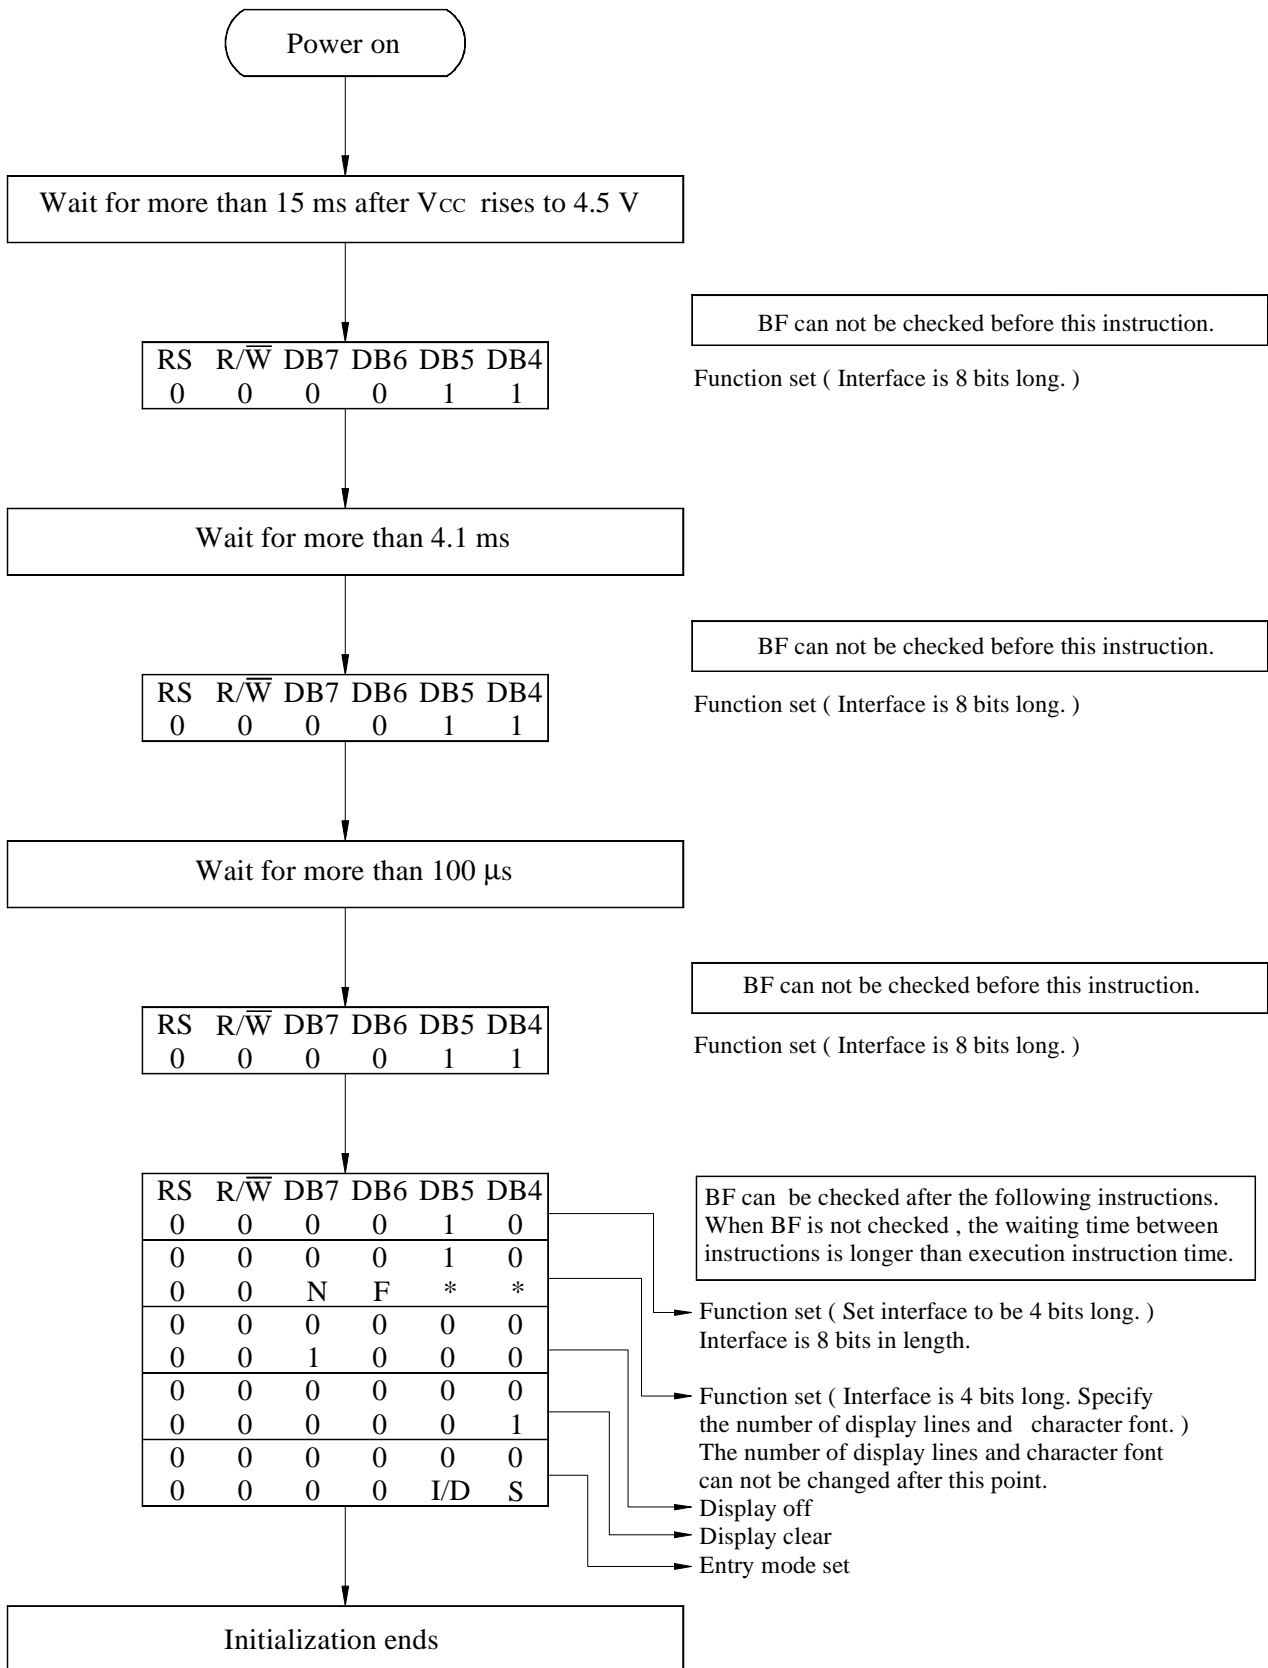 Power on
Wait for more than 15 ms after VCC rises to 4.5 V
BF can not be checked before this instruction.
RS R/W̅ DB7 DB6 DB5 DB4
0 0 0 0 1 1
Function set ( Interface is 8 bits long. )
Wait for more than 4.1 ms
BF can not be checked before this instruction.
RS R/W̅ DB7 DB6 DB5 DB4
0 0 0 0 1 1
Function set ( Interface is 8 bits long. )
Wait for more than 100 μs
BF can not be checked before this instruction.
RS R/W̅ DB7 DB6 DB5 DB4
0 0 0 0 1 1
Function set ( Interface is 8 bits long. )
RS R/W̅ DB7 DB6 DB5 DB4
0 0 0 0 1 0
0 0 0 0 1 0
0 0 N F * *
0 0 0 0 0 0
0 0 1 0 0 0
0 0 0 0 0 0
0 0 0 0 0 1
0 0 0 0 0 0
0 0 0 0 I/D S
BF can be checked after the following instructions.
When BF is not checked , the waiting time between
instructions is longer than execution instruction time.
Function set ( Set interface to be 4 bits long. )
Interface is 8 bits in length.
Function set ( Interface is 4 bits long. Specify
the number of display lines and character font. )
The number of display lines and character font
can not be changed after this point.
Display off
Display clear
Entry mode set
Initialization ends